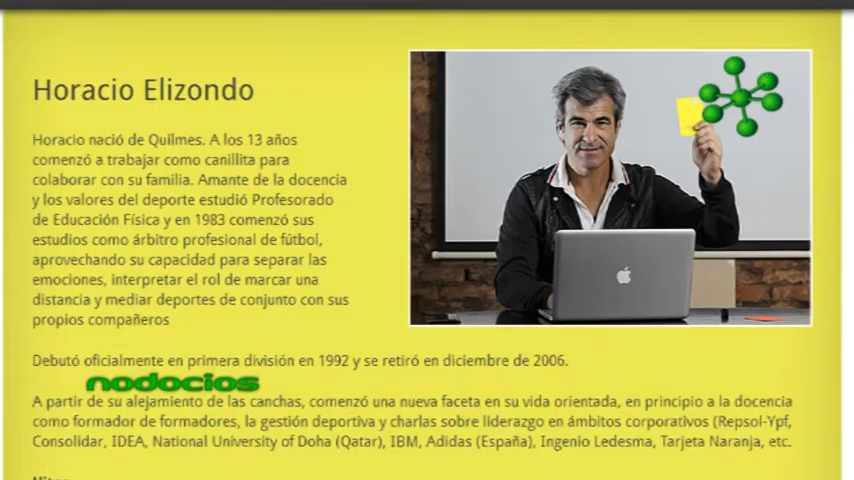 Horacio Elizondo
Horacio nació de Quilmes. A los 13 años
comenzó a trabajar como canillita para
colaborar con su familia. Amante de la docencia
y los valores del deporte estudió Profesorado
de Educación Física y en 1983 comenzó sus
estudios como árbitro profesional de fútbol,
aprovechando su capacidad para separar las
emociones, interpretar el rol de marcar una
distancia y mediar deportes de conjunto con sus
propios compañeros
Debutó oficialmente en primera división en 1992 y se retiró en diciembre de 2006.
nodocios
A partir de su alejamiento de las canchas, comenzó una nueva faceta en su vida orientada, en principio a la docencia
como formador de formadores, la gestión deportiva y charlas sobre liderazgo en ámbitos corporativos (Repsol-Ypf,
Consolidar, IDEA, National University of Doha (Qatar), IBM, Adidas (España), Ingenio Ledesma, Tarjeta Naranja, etc.